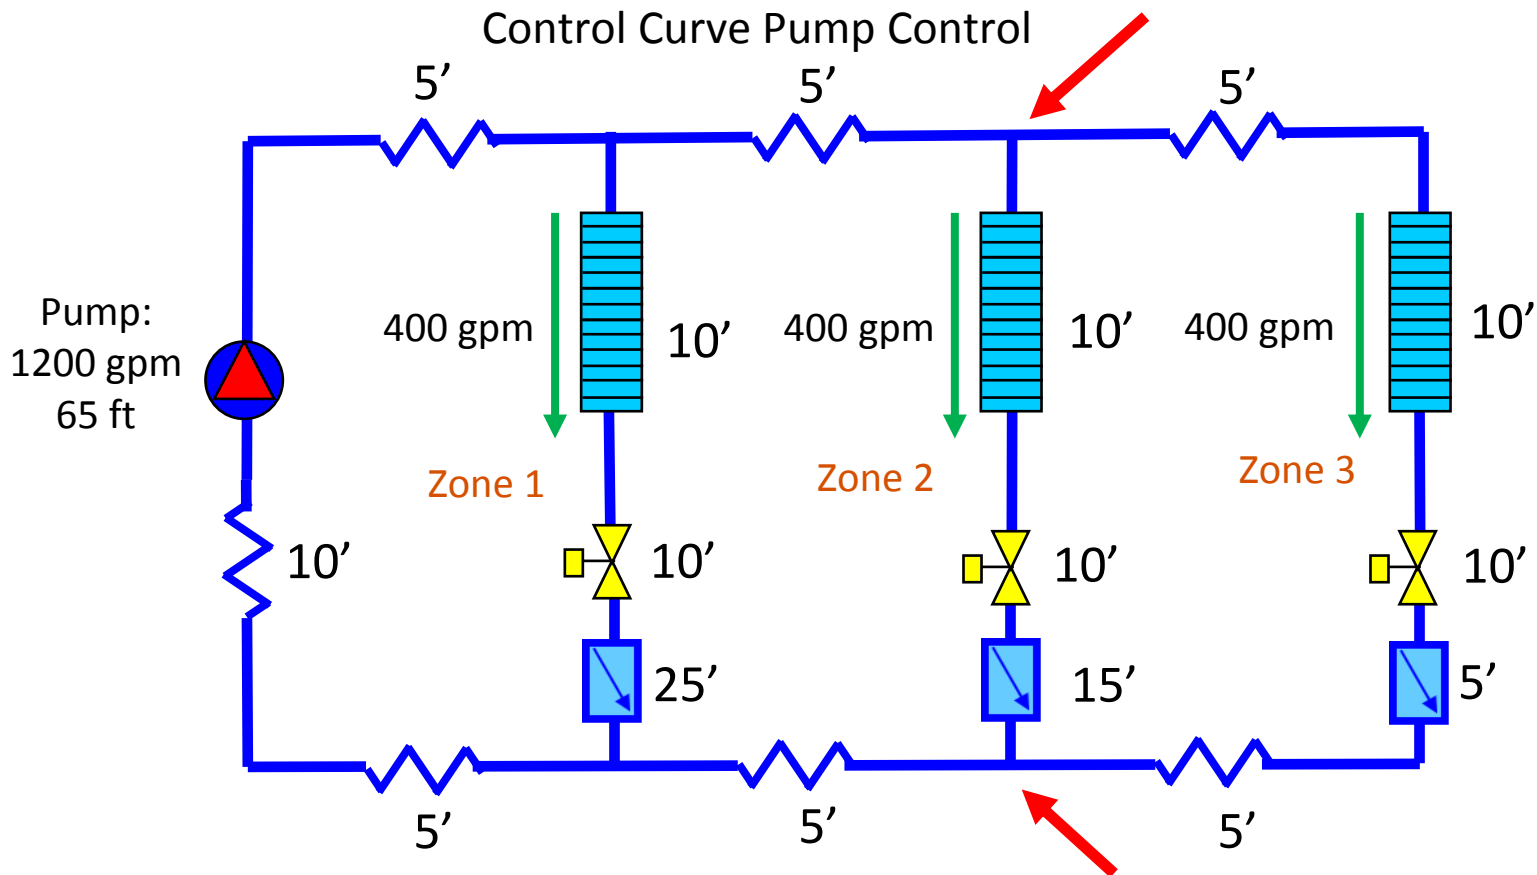 Control Curve Pump Control
5’
5’
5’
Pump:
1200 gpm
65 ft
400 gpm
10’
400 gpm
10’
400 gpm
10’
Zone 1
Zone 2
Zone 3
10’
10’
10’
10’
25’
15’
5’
5’
5’
5’